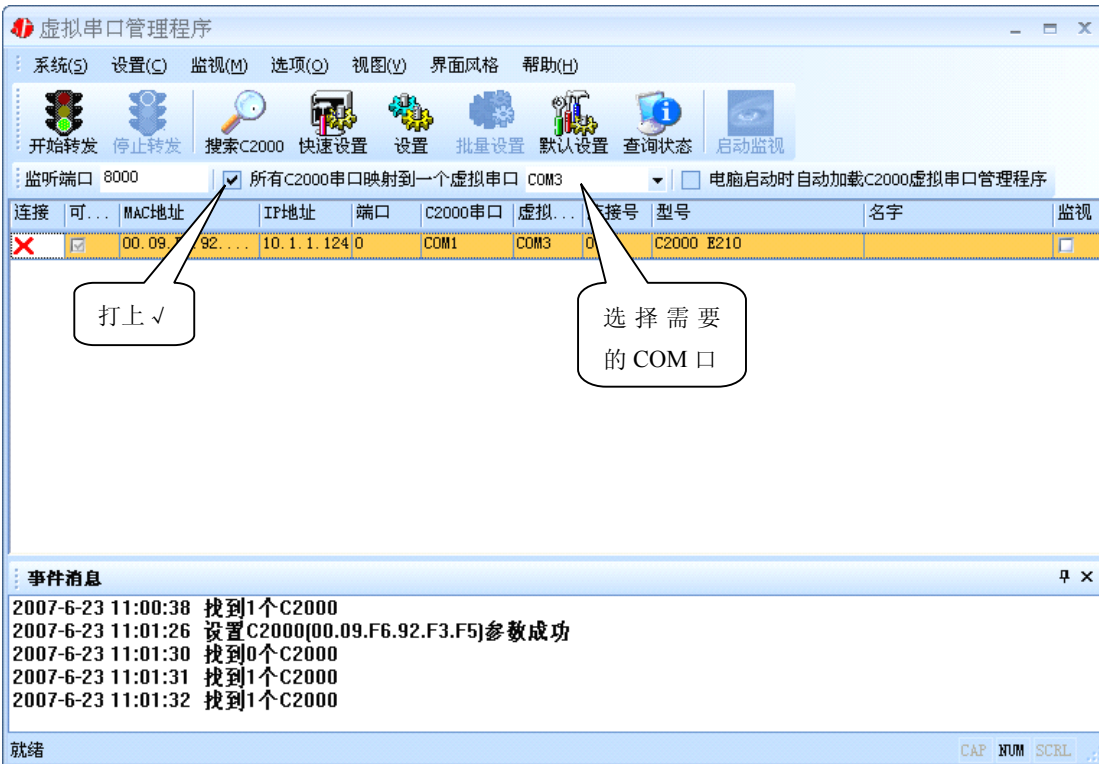 虚拟串口管理程序
系统(S) 设置(C) 监视(M) 选项(O) 视图(V) 界面风格 帮助(H)
开始转发 停止转发 搜索C2000 快速设置 设置 批量设置 默认设置 查询状态 启动监视
监听端口 8000 所有C2000串口映射到一个虚拟串口 COM3 电脑启动时自动加载C2000虚拟串口管理程序
连接 可... MAC地址 IP地址 端口 C2000串口 虚拟... 接号 型号 名字 监视
00.09. 92.... 10.1.1.124 0 COM1 COM3 0 C2000 E210
打上√
选择需要
的COM口
事件消息
2007-6-23 11:00:38 找到1个C2000
2007-6-23 11:01:26 设置C2000(00.09.F6.92.F3.F5)参数成功
2007-6-23 11:01:30 找到0个C2000
2007-6-23 11:01:31 找到1个C2000
2007-6-23 11:01:32 找到1个C2000
就绪 CAP NUM SCRL